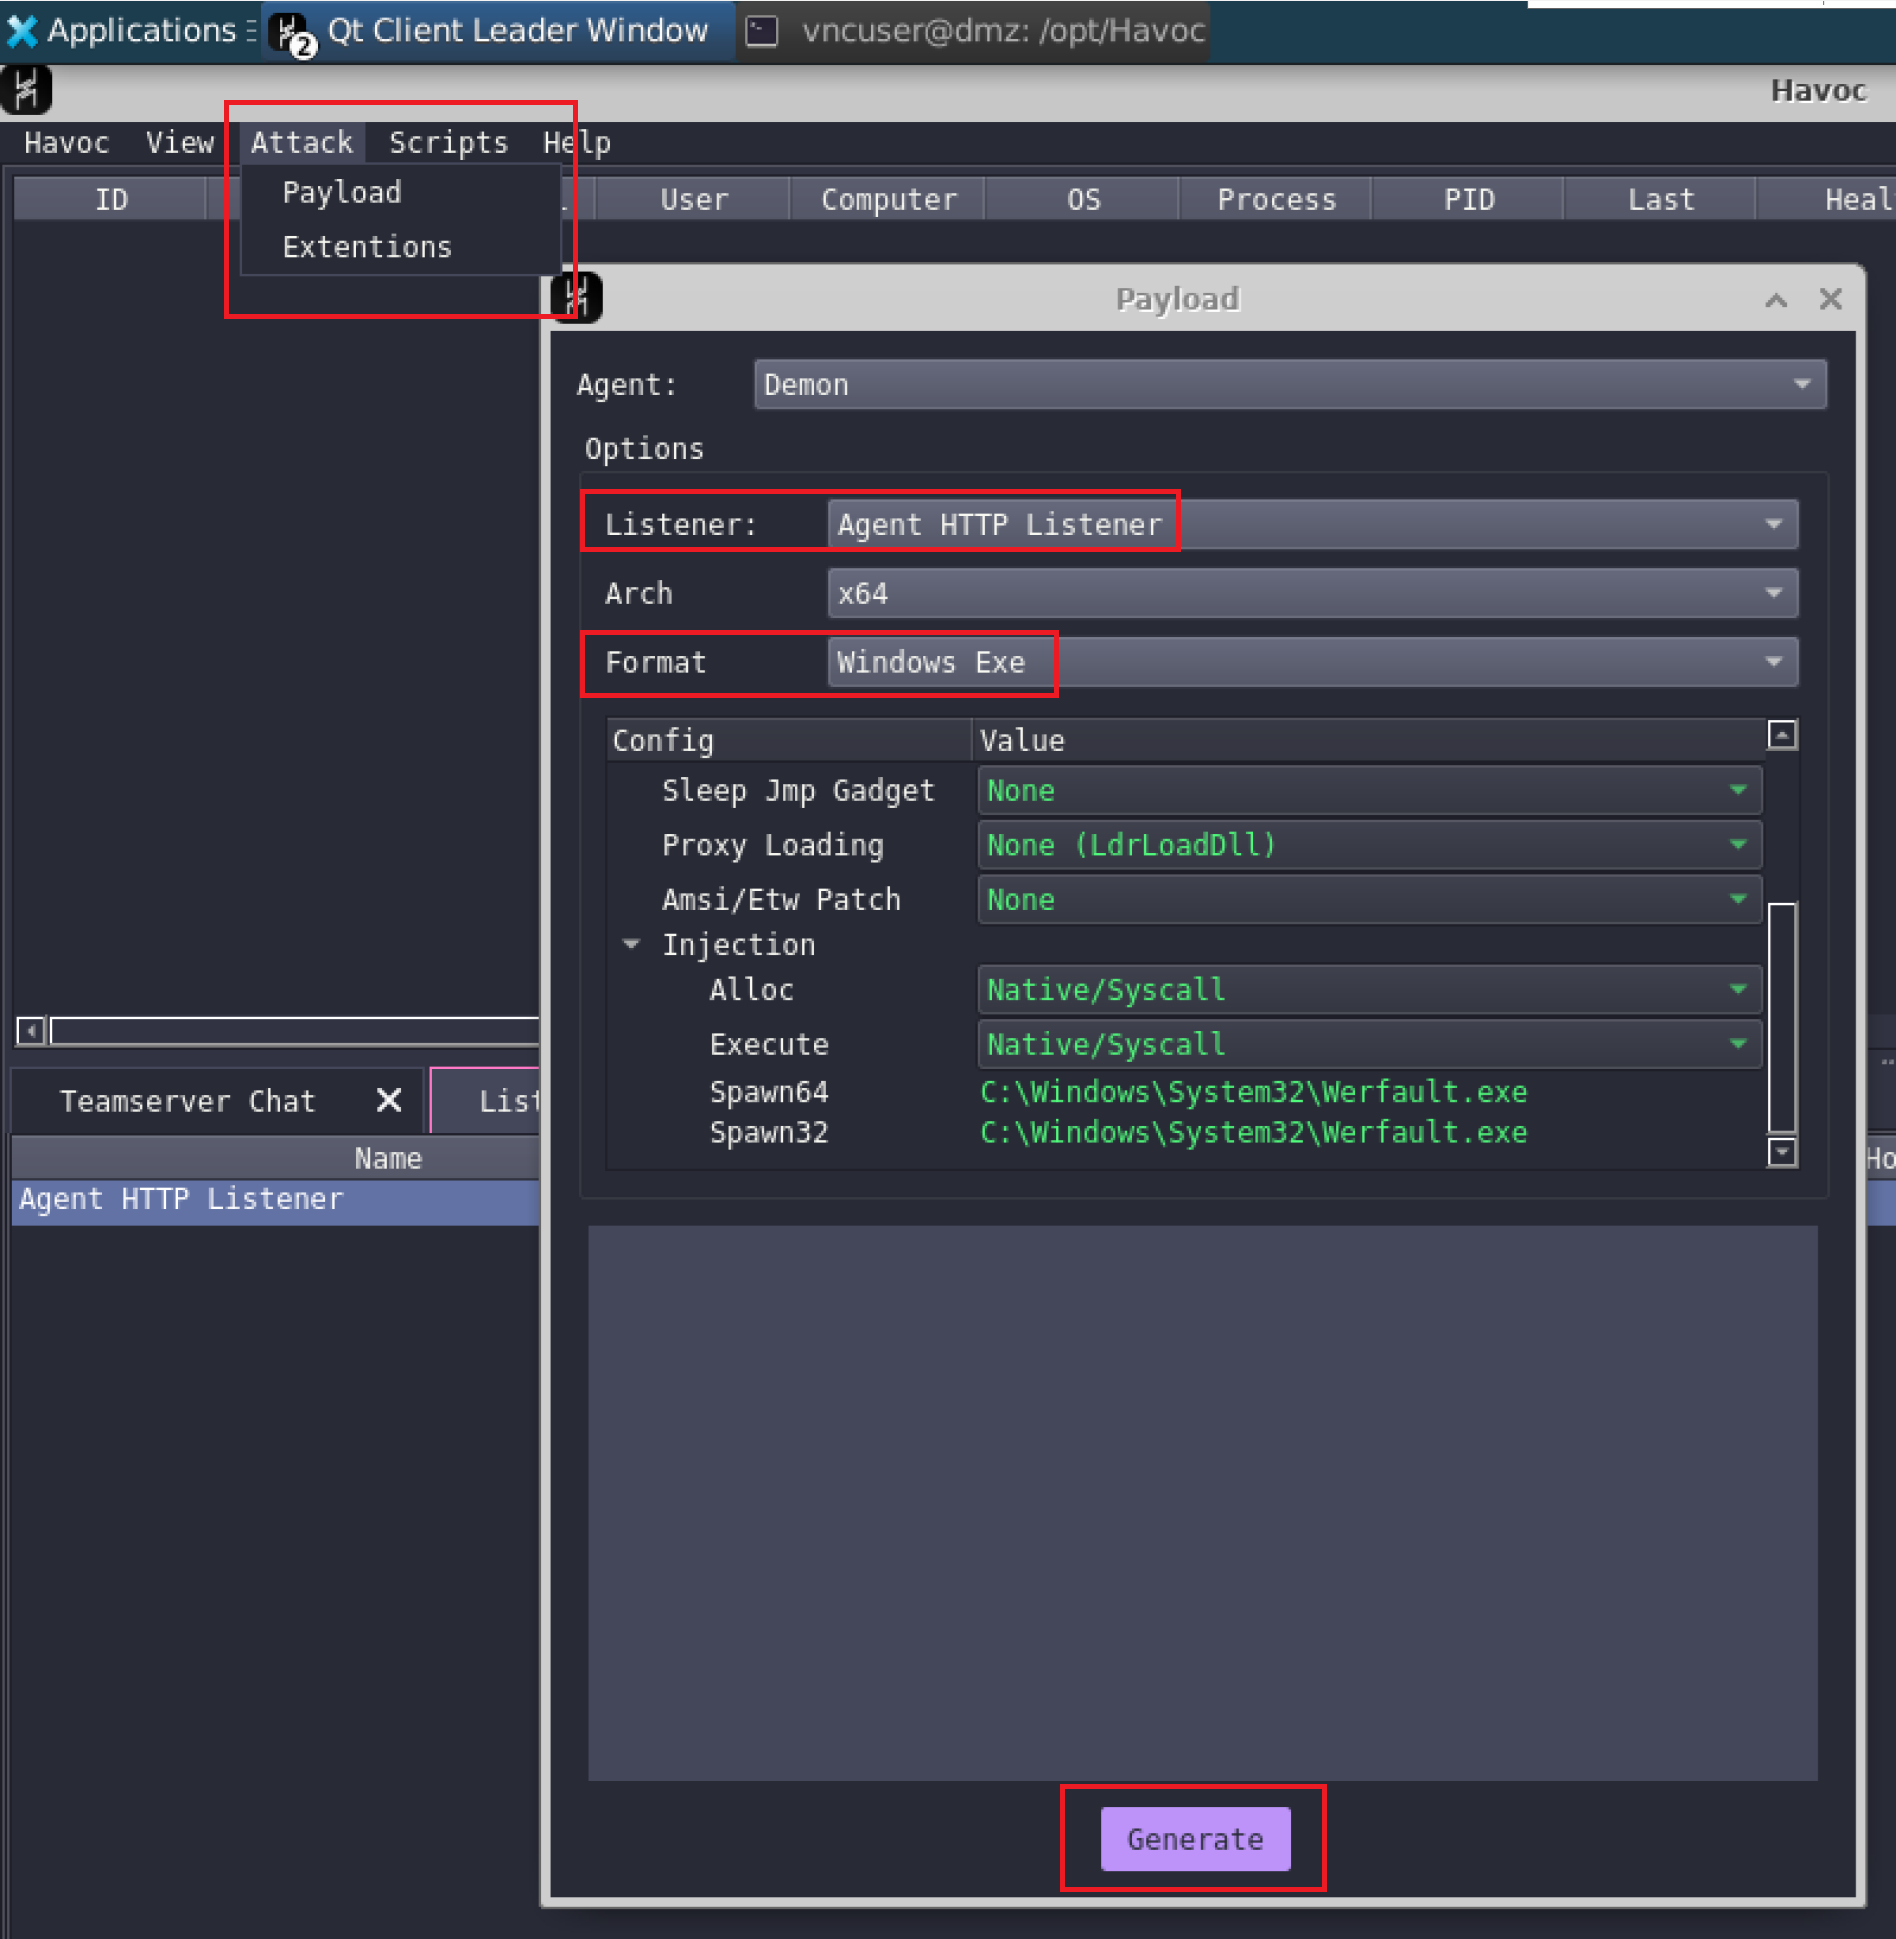 Applications
2
Qt Client Leader Window
vncuser@dmz: /opt/Havoc
Havoc
Havoc View Attack Scripts Help
Payload
Extentions
ID User Computer OS Process PID Last Heal
Payload
Agent: Demon
Options
Listener: Agent HTTP Listener
Arch x64
Format Windows Exe
Config Value
Sleep Jmp Gadget None
Proxy Loading None (LdrLoadDll)
Amsi/Etw Patch None
Injection
Alloc Native/Syscall
Execute Native/Syscall
Spawn64 C:\Windows\System32\Werfault.exe
Spawn32 C:\Windows\System32\Werfault.exe
Generate
Teamserver Chat List
Name Ho
Agent HTTP Listener